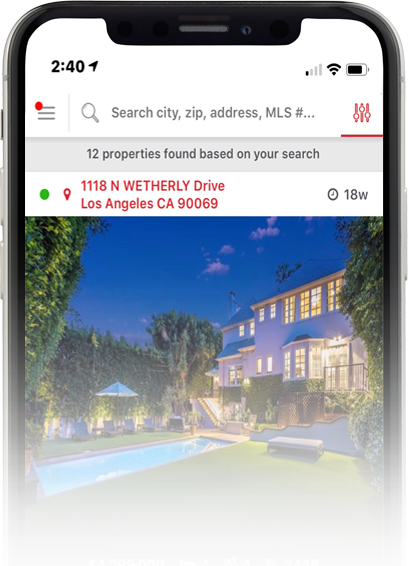 2:40
Search city, zip, address, MLS #...
12 properties found based on your search
1118 N WETHERLY Drive
18w
Los Angeles CA 90069